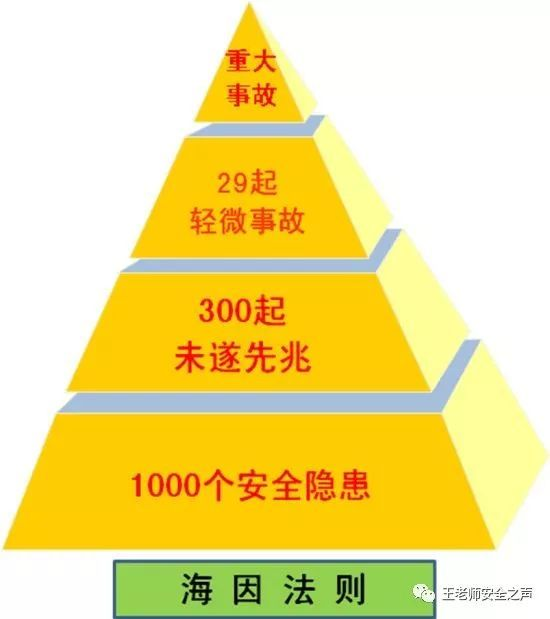 重大
事故
29起
轻微事故
300起
未遂先兆
1000个安全隐患
海因法则
王老师安全之声